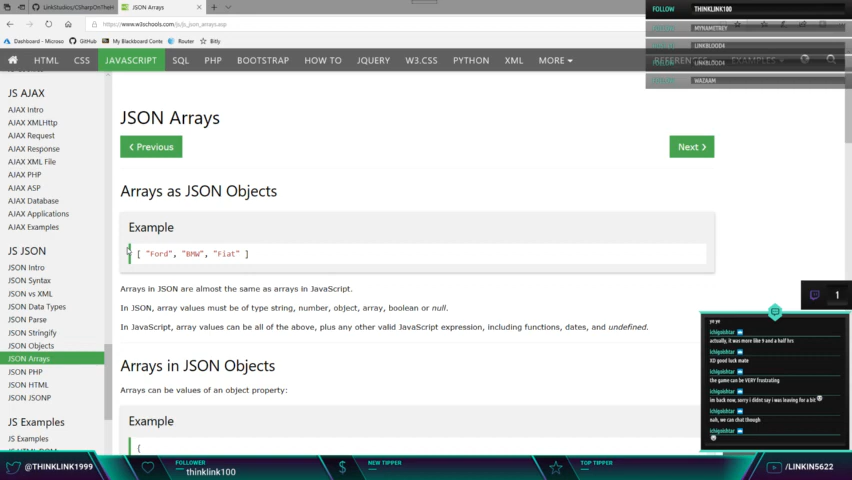 LinkStudios/CSharpOnTheH
JSON Arrays
https://www.w3schools.com/js/js_json_arrays.asp
Dashboard - Microso
GitHub
My Blackboard Conte
Router
Bitly
HTML
CSS
JAVASCRIPT
SQL
PHP
BOOTSTRAP
HOW TO
JQUERY
W3.CSS
PYTHON
XML
MORE
REFERENCES
EXAMPLES
FOLLOW THINKLINK100
MYNAMETREY
LINKBLOOD4
LINKBLOOD4
WAZAAM
JS AJAX
AJAX Intro
AJAX XMLHttp
AJAX Request
AJAX Response
AJAX XML File
AJAX PHP
AJAX ASP
AJAX Database
AJAX Applications
AJAX Examples
JS JSON
JSON Intro
JSON Syntax
JSON vs XML
JSON Data Types
JSON Parse
JSON Stringify
JSON Objects
JSON Arrays
JSON PHP
JSON HTML
JSON JSONP
JS Examples
JS Examples
JSON Arrays
❮ Previous
Next ❯
Arrays as JSON Objects
Example
[ "Ford", "BMW", "Fiat" ]
Arrays in JSON are almost the same as arrays in JavaScript.
In JSON, array values must be of type string, number, object, array, boolean or null.
In JavaScript, array values can be all of the above, plus any other valid JavaScript expression, including functions, dates, and undefined.
Arrays in JSON Objects
Arrays can be values of an object property:
Example
{
1
yo yo
ichigoishtar
actually, it was more like 9 and a half hrs
ichigoishtar
XD good luck mate
ichigoishtar
the game can be VERY frustrating
ichigoishtar
im back now, sorry i didnt say i was leaving for a bit
ichigoishtar
nah, we can chat though
ichigoishtar
@THINKLINK1999
FOLLOWER
thinklink100
$
NEW TIPPER
TOP TIPPER
/LINKIN5622